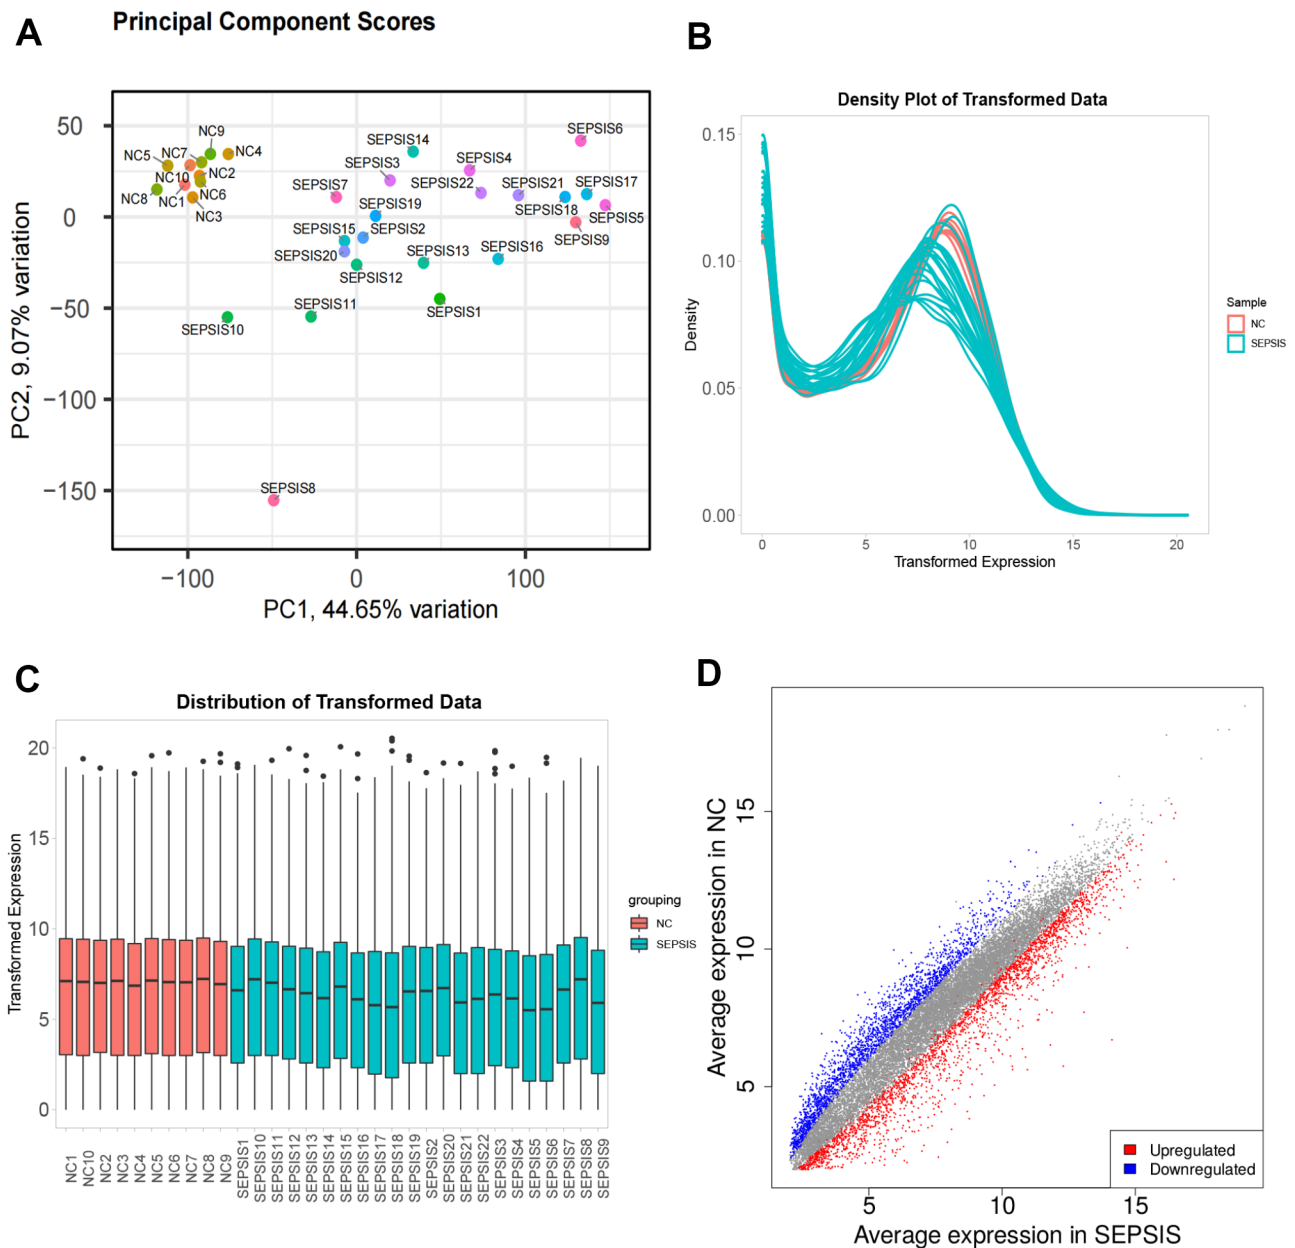 A
Principal Component Scores
PC2, 9.07% variation
50
0
−50
−100
−150
NC9
NC7
NC4
NC5
NC10
NC2
NC8
NC1
NC6
NC3
SEPSIS14
SEPSIS6
SEPSIS3
SEPSIS4
SEPSIS7
SEPSIS22
SEPSIS21
SEPSIS17
SEPSIS19
SEPSIS18
SEPSIS5
SEPSIS15
SEPSIS2
SEPSIS9
SEPSIS20
SEPSIS13
SEPSIS16
SEPSIS12
SEPSIS11
SEPSIS1
SEPSIS10
SEPSIS8
−100
0
100
PC1, 44.65% variation
B
Density Plot of Transformed Data
Density
0.15
0.10
0.05
0.00
0
5
10
15
20
Transformed Expression
Sample
NC
SEPSIS
C
Distribution of Transformed Data
Transformed Expression
20
15
10
5
0
NC1
NC10
NC2
NC3
NC4
NC5
NC6
NC7
NC8
NC9
SEPSIS1
SEPSIS10
SEPSIS11
SEPSIS12
SEPSIS13
SEPSIS14
SEPSIS15
SEPSIS16
SEPSIS17
SEPSIS18
SEPSIS19
SEPSIS2
SEPSIS20
SEPSIS21
SEPSIS22
SEPSIS3
SEPSIS4
SEPSIS5
SEPSIS6
SEPSIS7
SEPSIS8
SEPSIS9
grouping
NC
SEPSIS
D
Average expression in NC
15
10
5
Upregulated
Downregulated
5
10
15
Average expression in SEPSIS